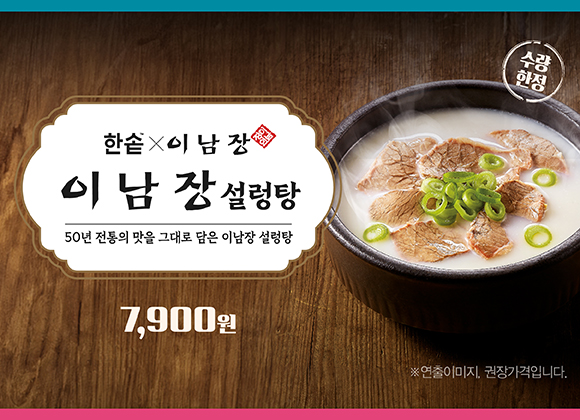 수량
한정
한솥×이남장
이남장 설렁탕
50년 전통의 맛을 그대로 담은 이남장 설렁탕
7,900원
※연출이미지, 권장가격입니다.